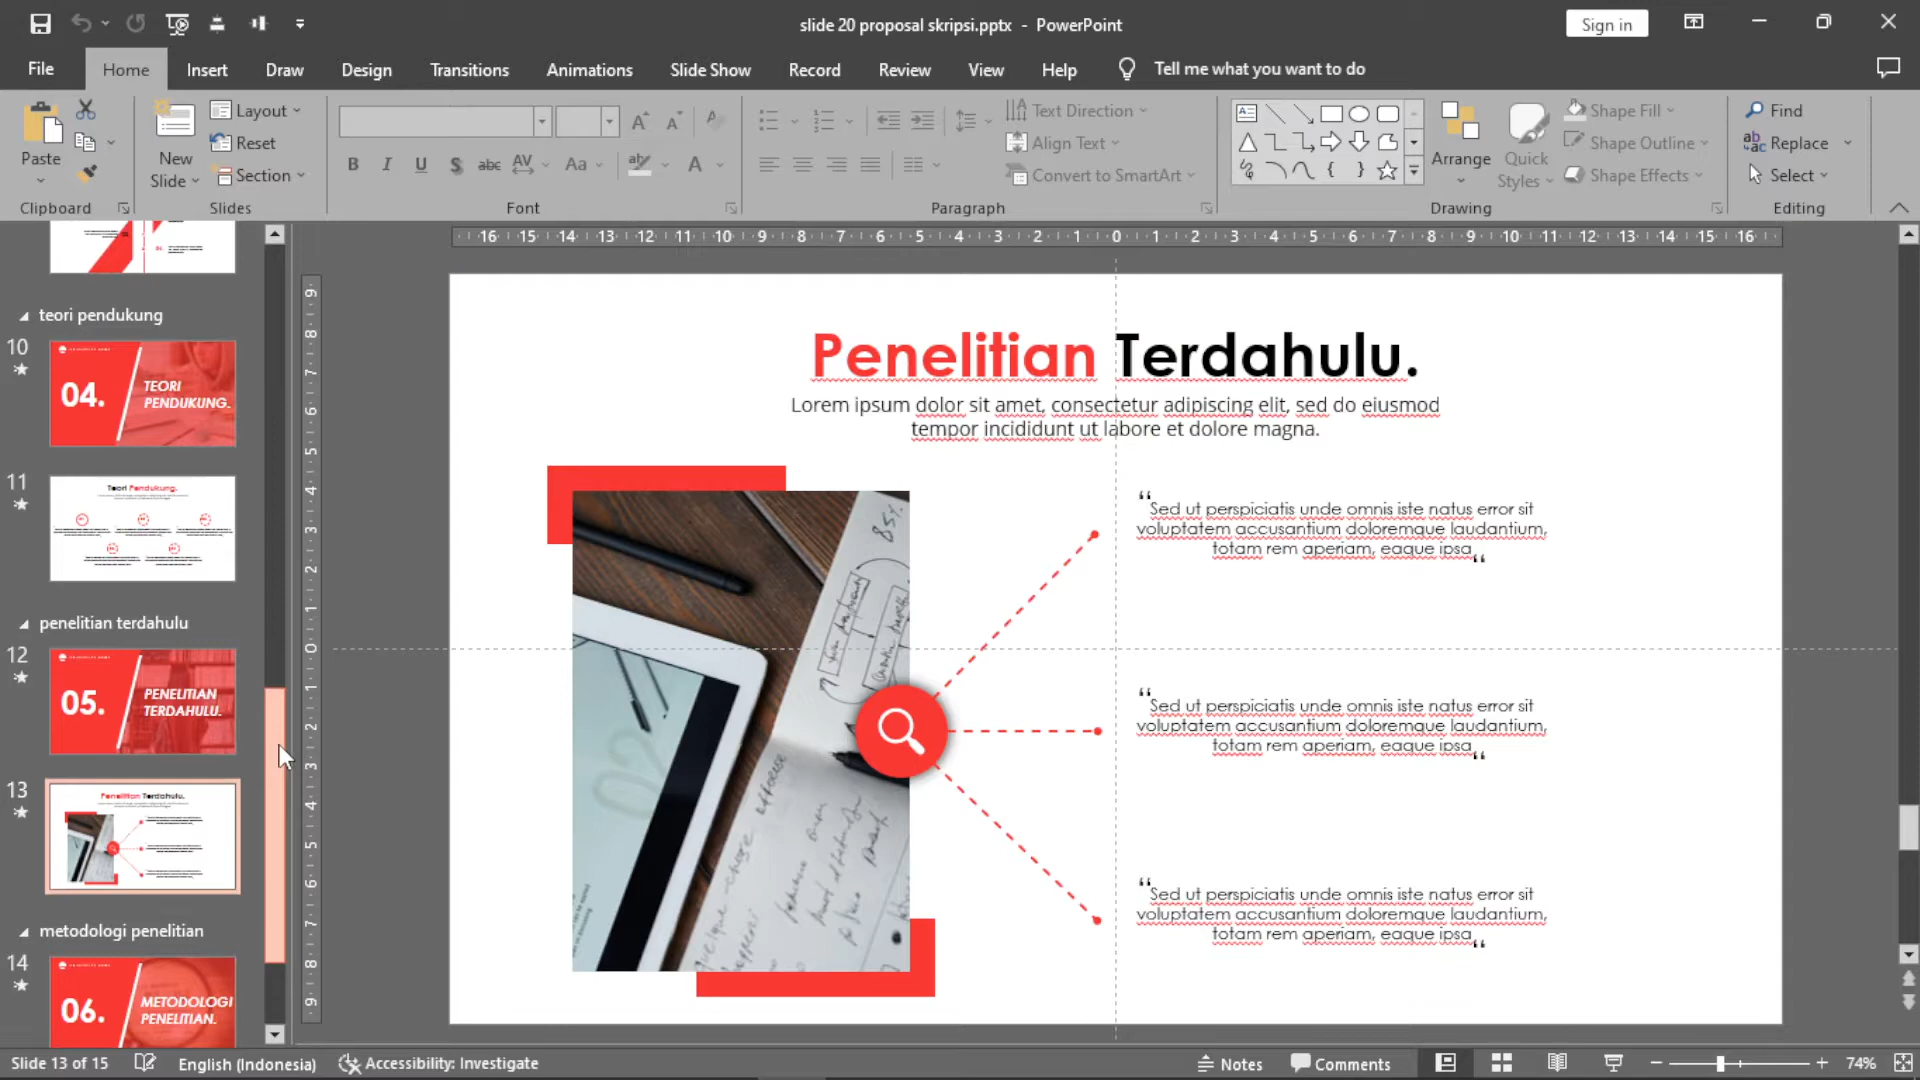 slide 20 proposal skripsi.pptx - PowerPoint
Sign in
File
Home
Insert
Draw
Design
Transitions
Animations
Slide Show
Record
Review
View
Help
Tell me what you want to do
Paste
Clipboard
New
Slide
Layout
Reset
Section
Slides
Font
Text Direction
Align Text
Convert to SmartArt
Paragraph
Arrange
Quick
Styles
Shape Fill
Shape Outline
Shape Effects
Drawing
Find
Replace
Select
Editing
teori pendukung
10
04.
TEORI
PENDUKUNG.
11
Teori Pendukung.
penelitian terdahulu
12
05.
PENELITIAN
TERDAHULU.
13
Penelitian Terdahulu.
metodologi penelitian
14
06.
METODOLOGI
PENELITIAN.
Penelitian Terdahulu.
Lorem ipsum dolor sit amet, consectetur adipiscing elit, sed do eiusmod
tempor incididunt ut labore et dolore magna.
85%
02
“Sed ut perspiciatis unde omnis iste natus error sit
voluptatem accusantium doloremque laudantium,
totam rem aperiam, eaque ipsa“
“Sed ut perspiciatis unde omnis iste natus error sit
voluptatem accusantium doloremque laudantium,
totam rem aperiam, eaque ipsa“
“Sed ut perspiciatis unde omnis iste natus error sit
voluptatem accusantium doloremque laudantium,
totam rem aperiam, eaque ipsa“
Slide 13 of 15
English (Indonesia)
Accessibility: Investigate
Notes
Comments
74%